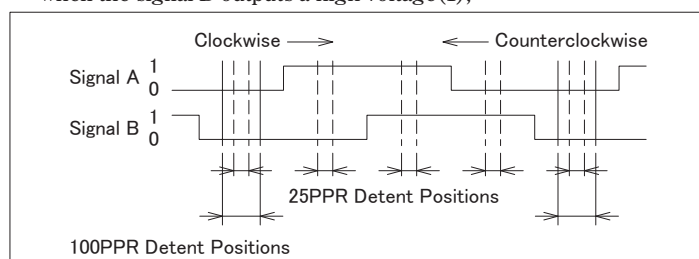 when the signal B outputs a high voltage(1),
Clockwise Counterclockwise
Signal A 1
0
Signal B 1
0
25PPR Detent Positions
100PPR Detent Positions